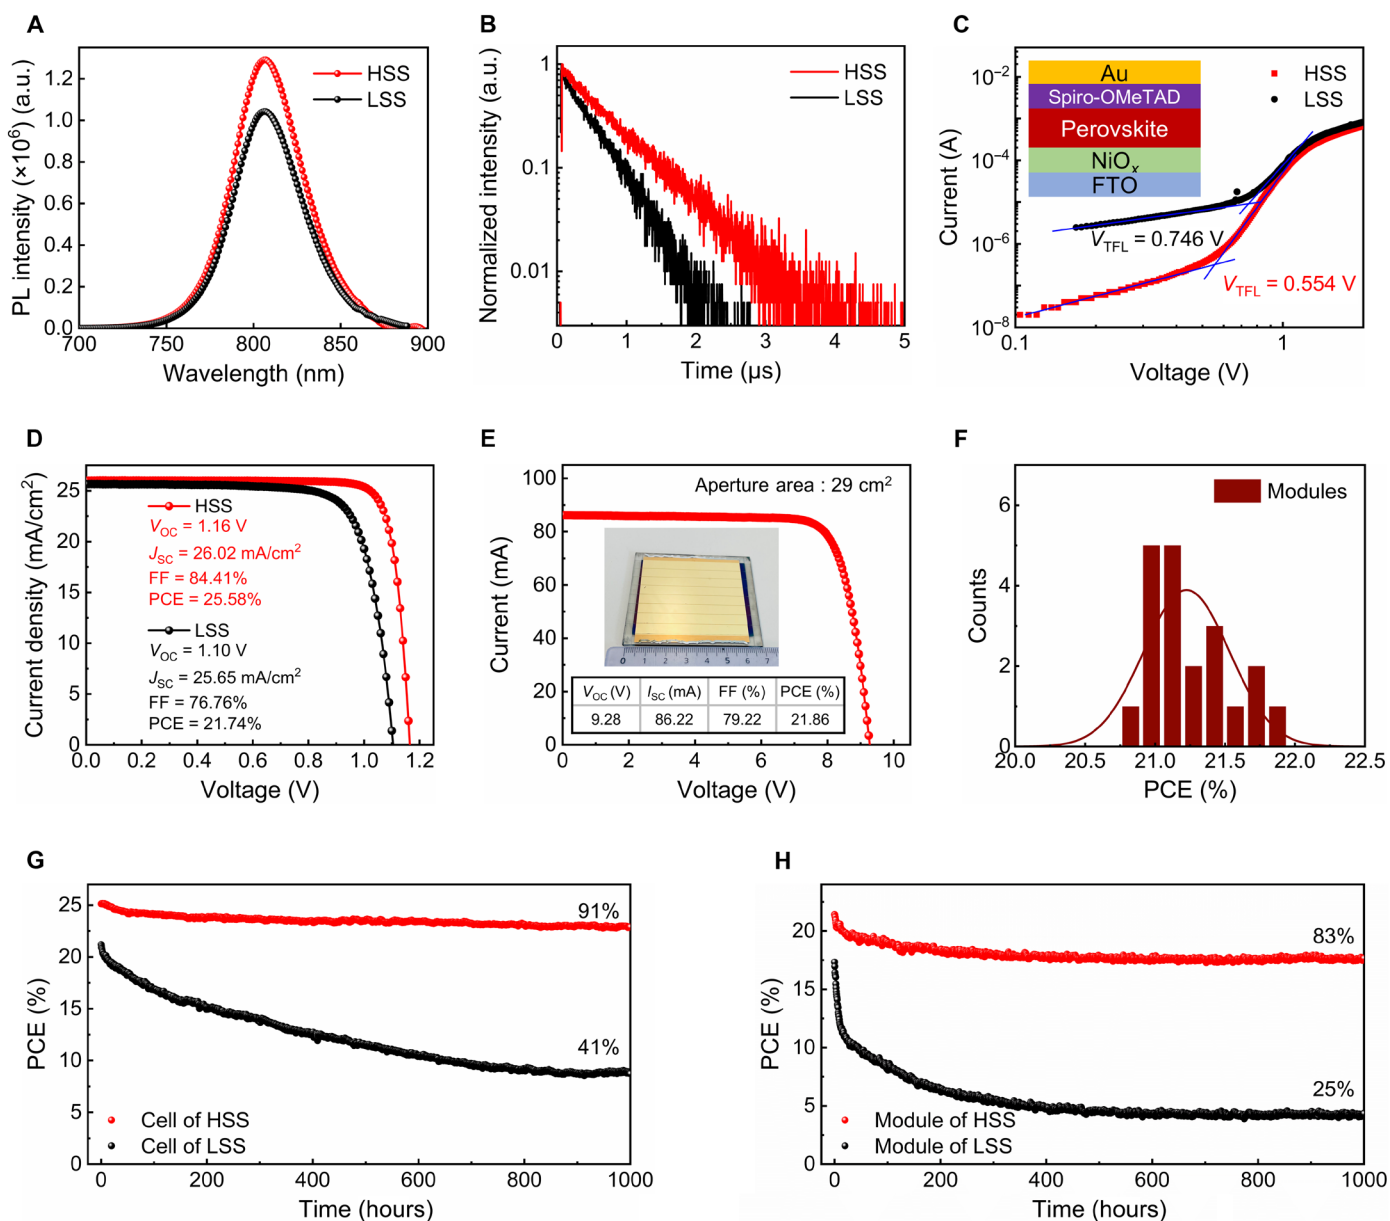 A
PL intensity (×10⁶) (a.u.)
1.2
1.0
0.8
0.6
0.4
0.2
0.0
700
750
800
850
900
Wavelength (nm)
HSS
LSS
B
Normalized intensity (a.u.)
1
0.1
0.01
0
1
2
3
4
5
Time (µs)
HSS
LSS
C
Current (A)
10⁻²
10⁻⁴
10⁻⁶
10⁻⁸
0.1
1
Voltage (V)
Au
Spiro-OMeTAD
Perovskite
NiOₓ
FTO
HSS
LSS
V_TFL = 0.746 V
V_TFL = 0.554 V
D
Current density (mA/cm²)
25
20
15
10
5
0
0.0
0.2
0.4
0.6
0.8
1.0
1.2
Voltage (V)
HSS
V_OC = 1.16 V
J_SC = 26.02 mA/cm²
FF = 84.41%
PCE = 25.58%
LSS
V_OC = 1.10 V
J_SC = 25.65 mA/cm²
FF = 76.76%
PCE = 21.74%
E
Current (mA)
100
80
60
40
20
0
0
2
4
6
8
10
Voltage (V)
Aperture area : 29 cm²
0 1 2 3 4 5 6 7
V_OC (V) I_SC (mA) FF (%) PCE (%)
9.28 86.22 79.22 21.86
F
Counts
6
4
2
0
20.0
20.5
21.0
21.5
22.0
22.5
PCE (%)
Modules
G
PCE (%)
25
20
15
10
5
0
0
200
400
600
800
1000
Time (hours)
91%
41%
Cell of HSS
Cell of LSS
H
PCE (%)
20
15
10
5
0
0
200
400
600
800
1000
Time (hours)
83%
25%
Module of HSS
Module of LSS